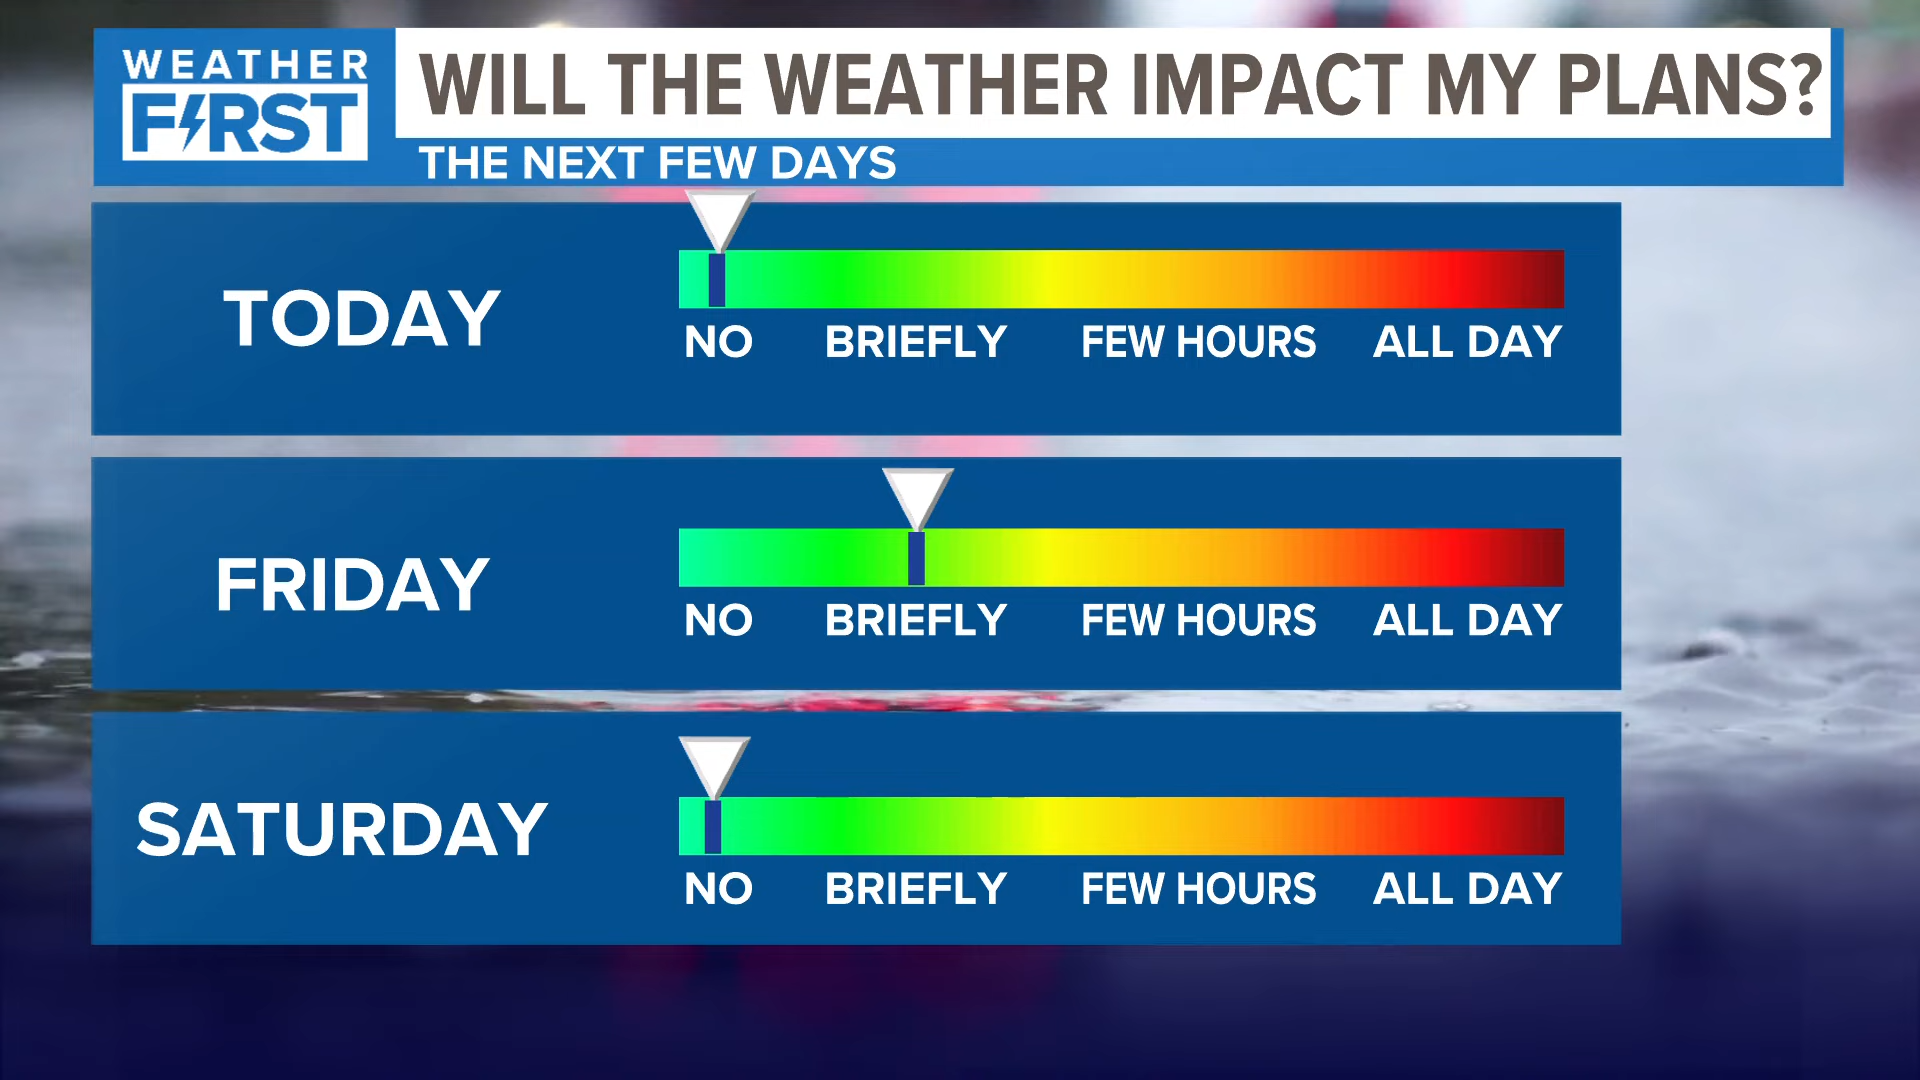 WEATHER
FIRST
WILL THE WEATHER IMPACT MY PLANS?
THE NEXT FEW DAYS
TODAY
NO BRIEFLY FEW HOURS ALL DAY
FRIDAY
NO BRIEFLY FEW HOURS ALL DAY
SATURDAY
NO BRIEFLY FEW HOURS ALL DAY